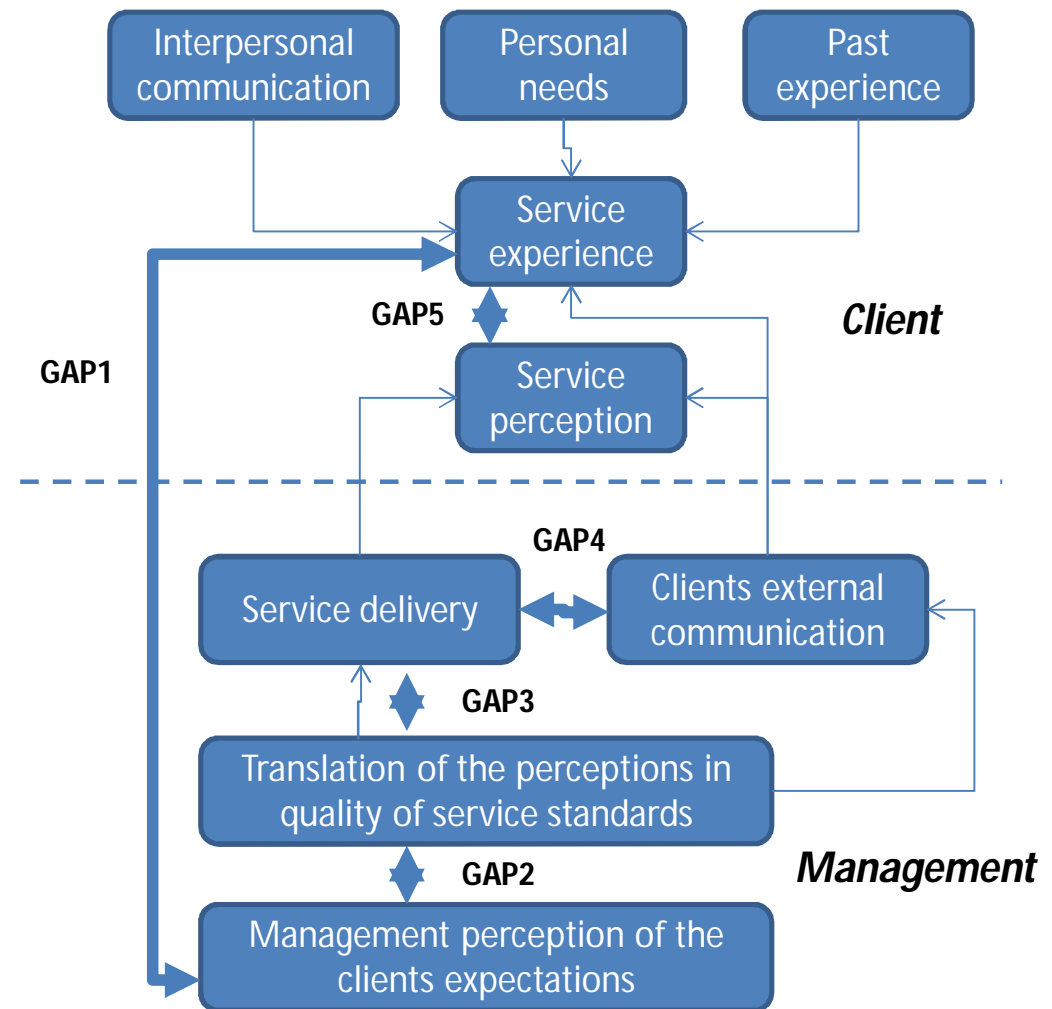 Interpersonal
communication
Personal
needs
Past
experience
Service
experience
GAP5
Client
GAP1
Service
perception
GAP4
Service delivery
Clients external
communication
GAP3
Translation of the perceptions in
quality of service standards
GAP2
Management
Management perception of the
clients expectations